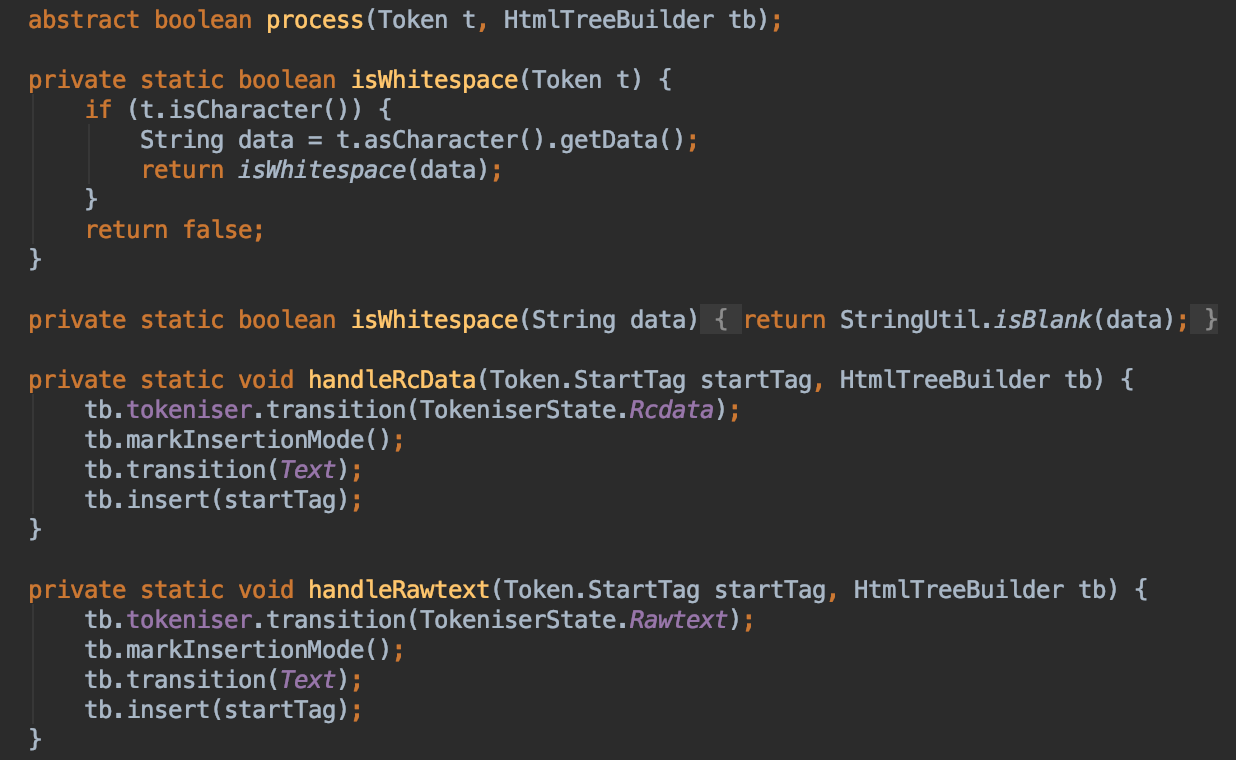 abstract boolean process(Token t, HtmlTreeBuilder tb);
private static boolean isWhitespace(Token t) {
if (t.isCharacter()) {
String data = t.asCharacter().getData();
return isWhitespace(data);
}
return false;
}
private static boolean isWhitespace(String data) { return StringUtil.isBlank(data); }
private static void handleRcData(Token.StartTag startTag, HtmlTreeBuilder tb) {
tb.tokeniser.transition(TokeniserState.Rcdata);
tb.markInsertionMode();
tb.transition(Text);
tb.insert(startTag);
}
private static void handleRawtext(Token.StartTag startTag, HtmlTreeBuilder tb) {
tb.tokeniser.transition(TokeniserState.Rawtext);
tb.markInsertionMode();
tb.transition(Text);
tb.insert(startTag);
}